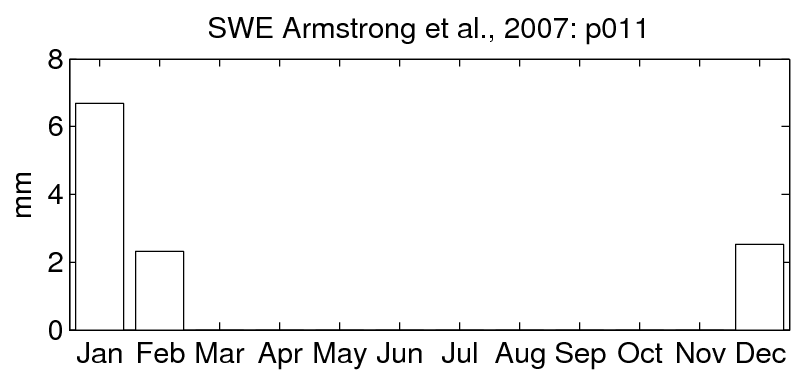 SWE Armstrong et al., 2007: p011
8
6
4
2
0
mm
Jan Feb Mar Apr May Jun Jul Aug Sep Oct Nov Dec